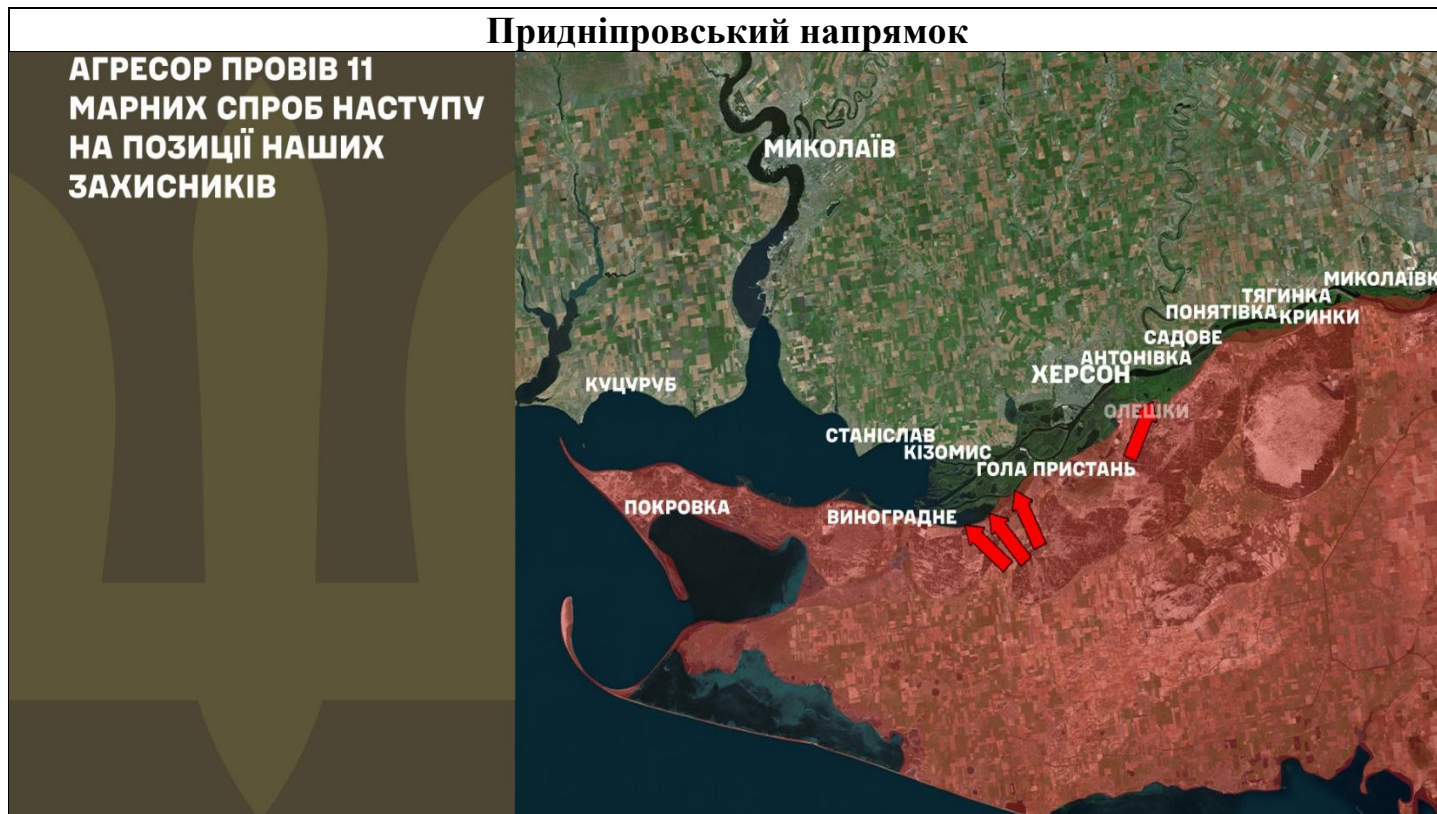 Придніпровський напрямок
АГРЕСОР ПРОВІВ 11
МАРНИХ СПРОБ НАСТУПУ
НА ПОЗИЦІЇ НАШИХ
ЗАХИСНИКІВ
МИКОЛАЇВ
МИКОЛАЇВК
ТЯГИНКА
ПОНЯТІВКА
КРИНКИ
САДОВЕ
АНТОНІВКА
ХЕРСОН
КУЦУРУБ
ОЛЕШКИ
СТАНІСЛАВ
КІЗОМИС
ГОЛА ПРИСТАНЬ
ПОКРОВКА
ВИНОГРАДНЕ